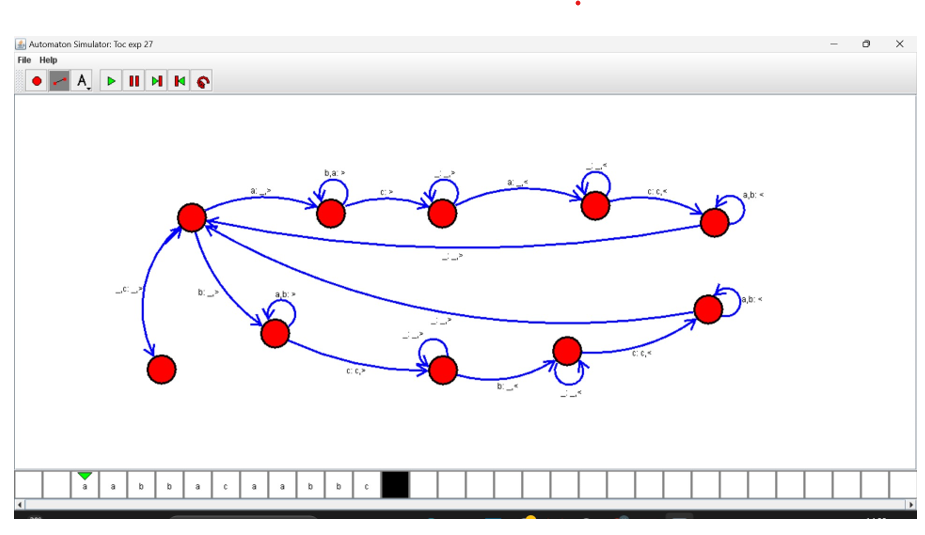 Automaton Simulator: Toc exp 27
File Help
A
b,a: >
_: _,>
_: _,<
a: _,>
c: >
a: _,<
c: c,<
a,b: <
_: _,>
_,c: _,>
b: _,>
a,b: >
a,b: <
_: _,>
_: _,>
c: c,>
c: c,<
b: _,<
_: _,<
a a b b a c a a b b c